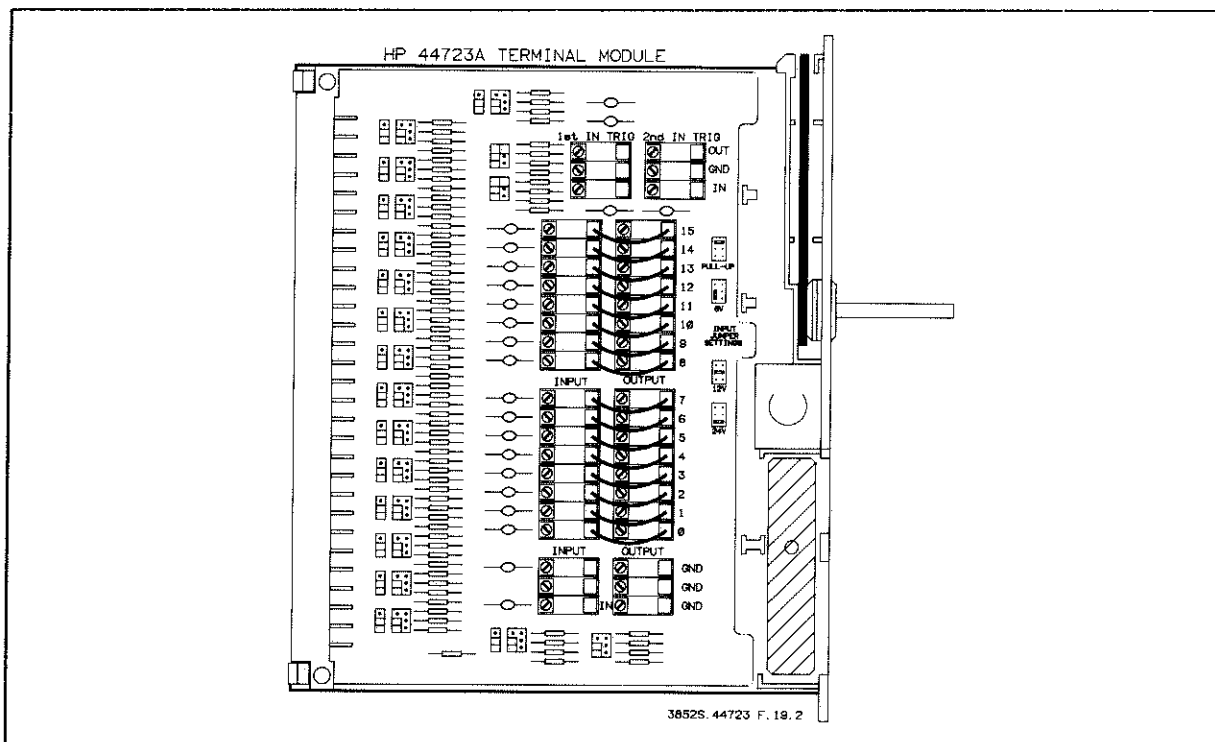 HP 44723A TERMINAL MODULE
1st IN TRIG 2nd IN TRIG
OUT
GND
IN
15
14
13
12
11
10
9
8
PULL-UP
5V
INPUT
JUMPER
SETTINGS
12V
24V
INPUT OUTPUT
7
6
5
4
3
2
1
0
INPUT OUTPUT
GND
GND
IN GND
3852S.44723 F.19.2